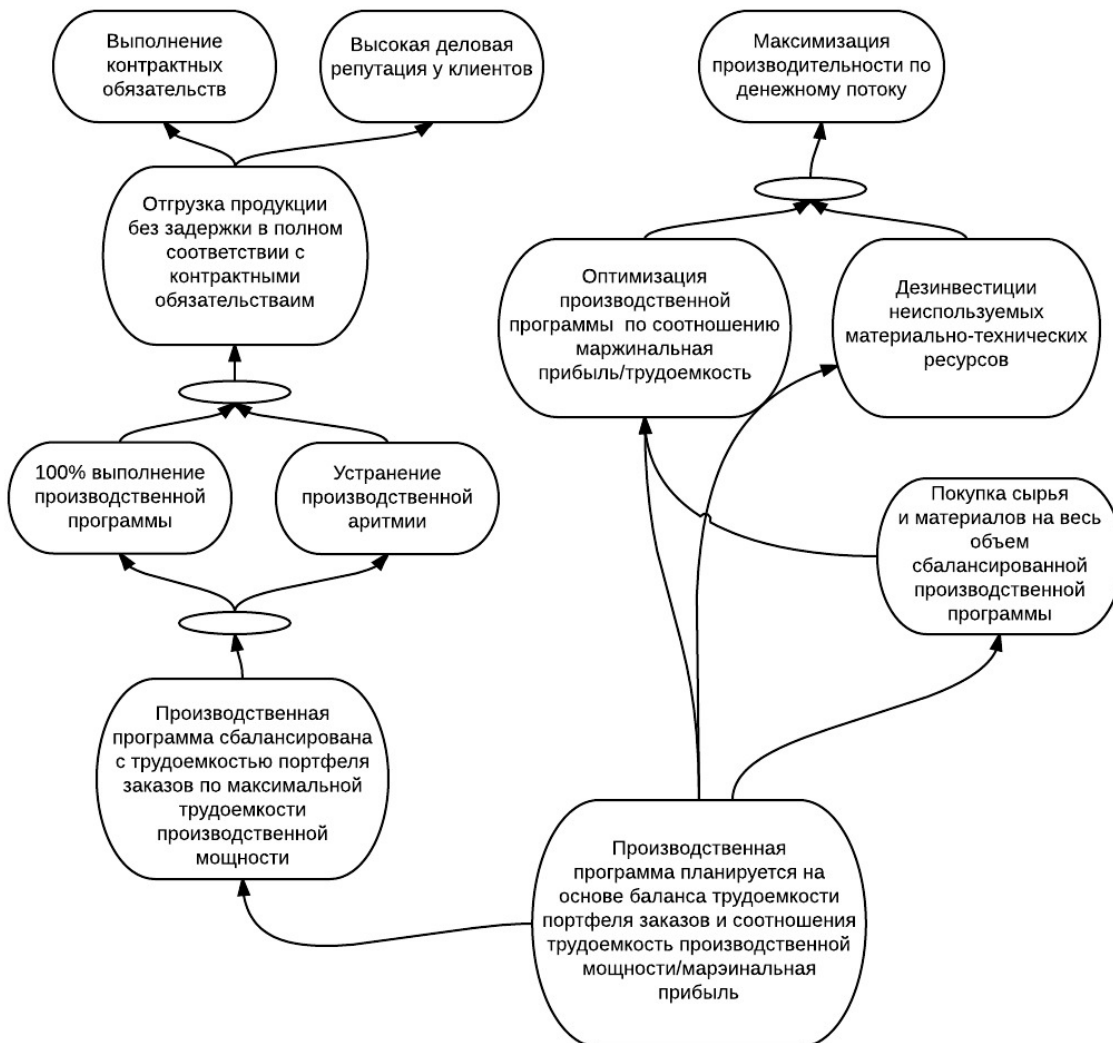 Выполнение
контрактных
обязательств
Высокая деловая
репутация у клиентов
Максимизация
производительности по
денежному потоку
Отгрузка продукции
без задержки в полном
соответствии с
контрактными
обязательстваим
Оптимизация
производственной
программы по соотношению
маржинальная
прибыль/трудоемкость
Дезинвестиции
неиспользуемых
материально-технических
ресурсов
100% выполнение
производственной
программы
Устранение
производственной
аритмии
Покупка сырья
и материалов на весь
объем
сбалансированной
производственной
программы
Производственная
программа сбалансирована
с трудоемкостью портфеля
заказов по максимальной
трудоемкости
производственной
мощности
Производственная
программа планируется на
основе баланса трудоемкости
портфеля заказов и соотношения
трудоемкость производственной
мощности/марэинальная
прибыль